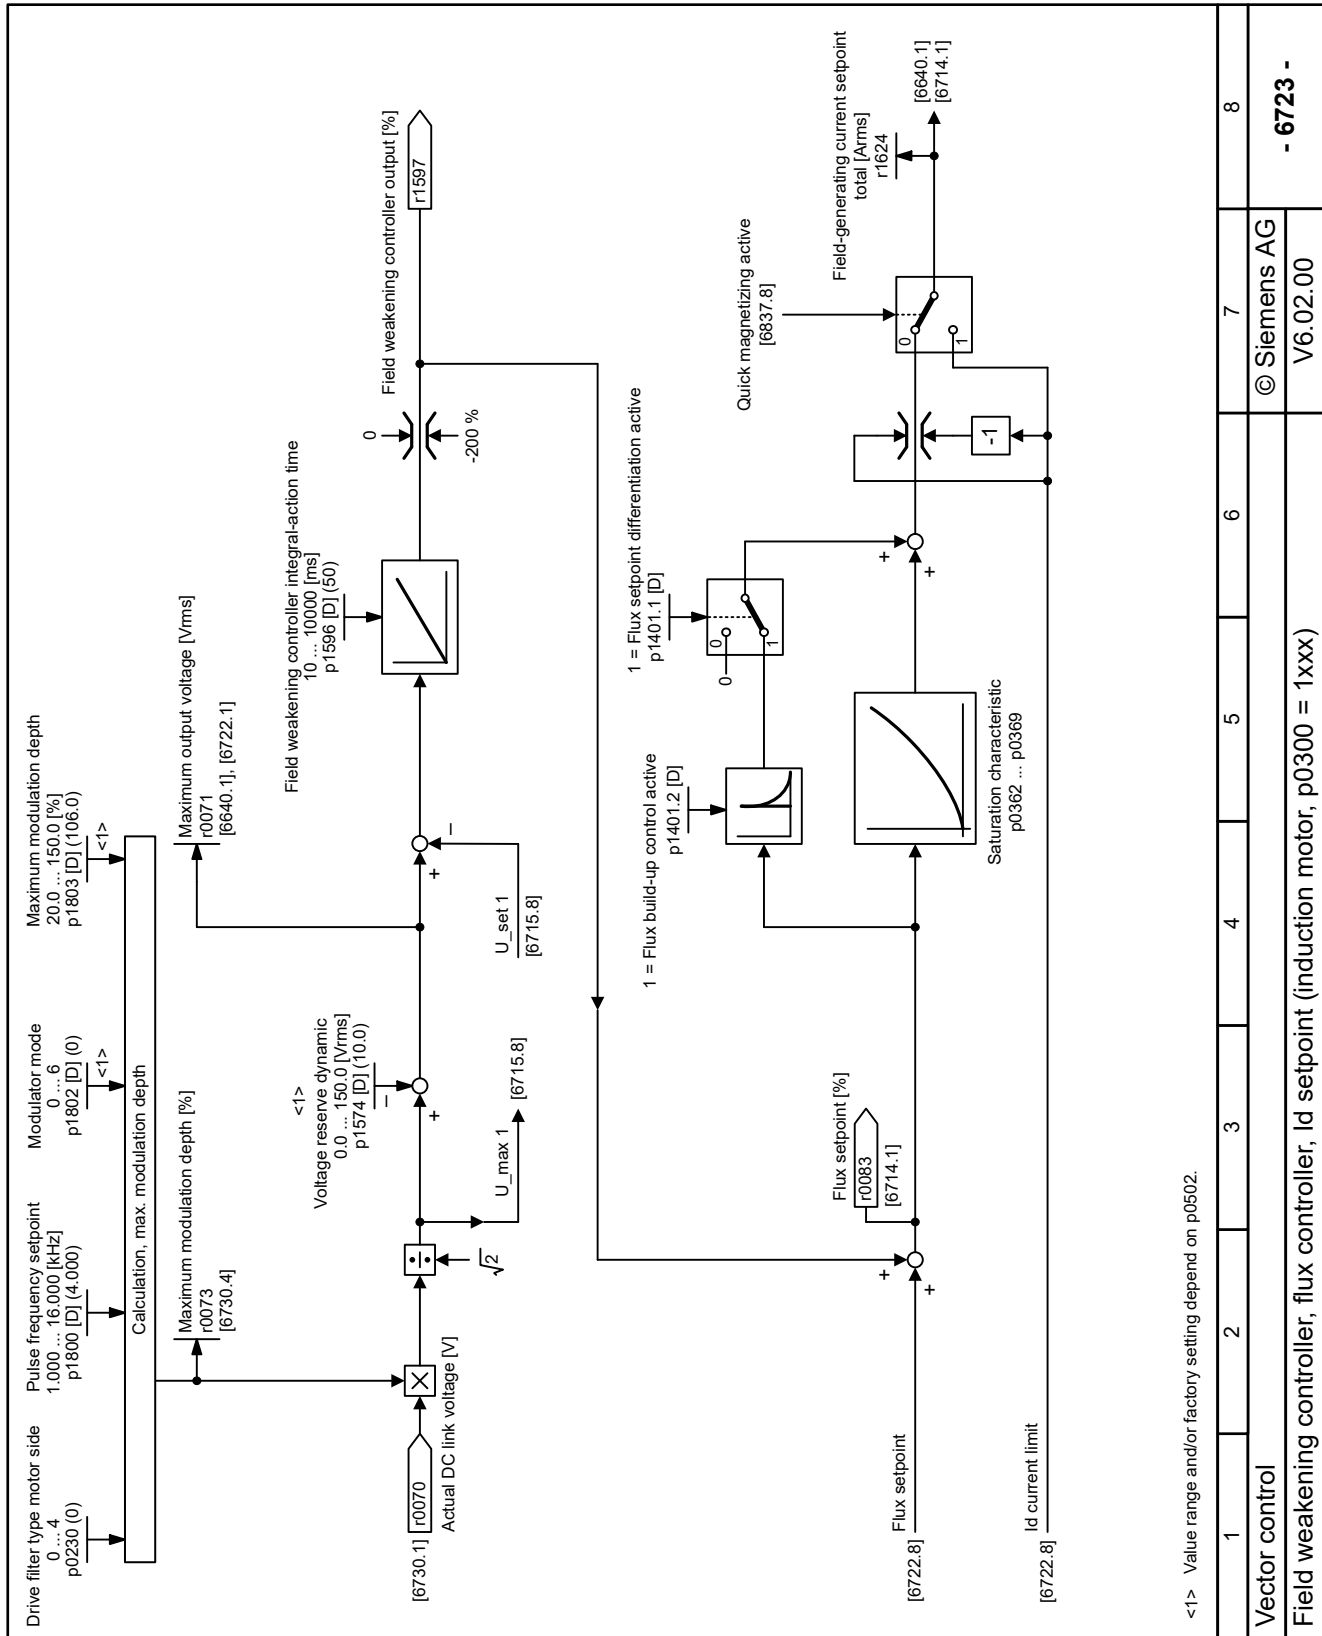 Drive filter type motor side
0 ... 4
p0230 (0)
Pulse frequency setpoint
1.000 ... 16.000 [kHz]
p1800 [D] (4.000)
Modulator mode
0 ... 6
p1802 [D] (0)
<1>
Maximum modulation depth
20.0 ... 150.0 [%]
p1803 [D] (106.0)
<1>
Calculation, max. modulation depth
Maximum modulation depth [%]
r0073
[6730.4]
Maximum output voltage [Vrms]
r0071
[6640.1], [6722.1]
<1>
Voltage reserve dynamic
0.0 ... 150.0 [Vrms]
p1574 [D] (10.0)
Field weakening controller integral-action time
10 ... 10000 [ms]
p1596 [D] (50)
0
-200 %
Field weakening controller output [%]
r1597
[6730.1]
r0070
Actual DC link voltage [V]
×
÷
√2
+
–
U_max 1
[6715.8]
+
–
U_set 1
[6715.8]
1 = Flux build-up control active
p1401.2 [D]
1 = Flux setpoint differentiation active
p1401.1 [D]
0
0
1
Quick magnetizing active
[6837.8]
Field-generating current setpoint
total [Arms]
r1624
[6640.1]
[6714.1]
0
1
Flux setpoint [%]
r0083
[6714.1]
[6722.8]
Flux setpoint
+
+
Saturation characteristic
p0362 ... p0369
+
+
-1
[6722.8]
Id current limit
<1> Value range and/or factory setting depend on p0502.
1 2 3 4 5 6 7 8
Vector control
© Siemens AG
- 6723 -
Field weakening controller, flux controller, Id setpoint (induction motor, p0300 = 1xxx)
V6.02.00